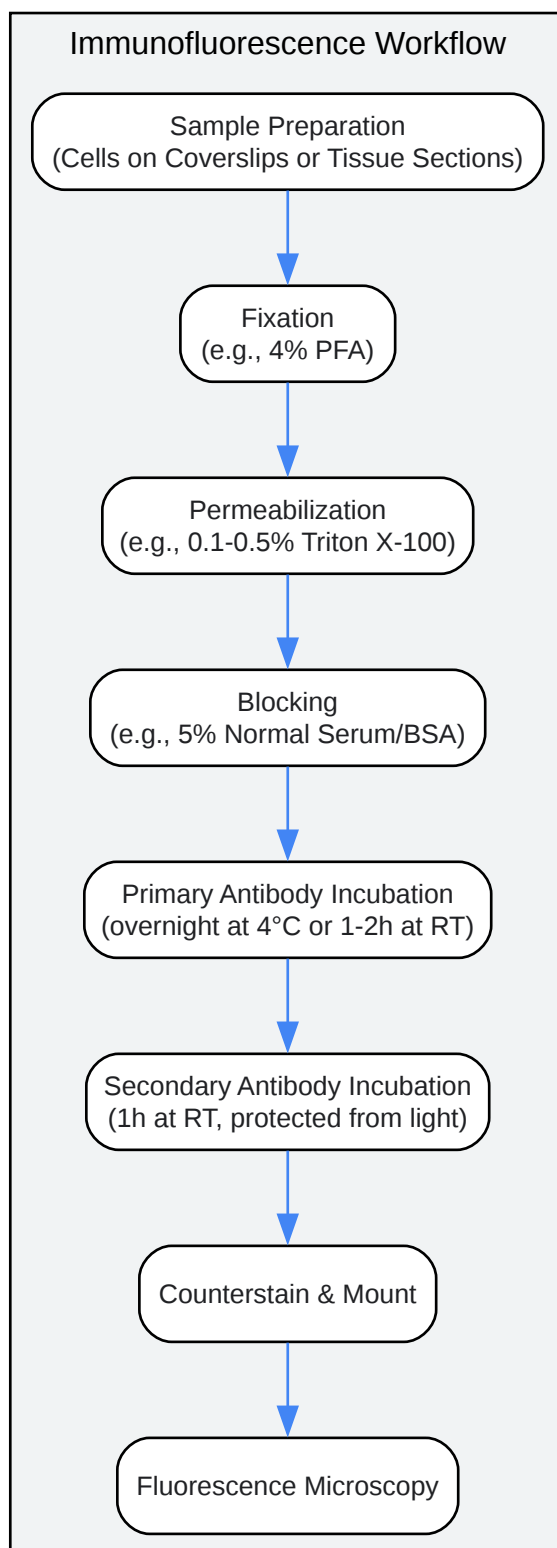 Immunofluorescence Workflow
Sample Preparation
(Cells on Coverslips or Tissue Sections)
Fixation
(e.g., 4% PFA)
Permeabilization
(e.g., 0.1-0.5% Triton X-100)
Blocking
(e.g., 5% Normal Serum/BSA)
Primary Antibody Incubation
(overnight at 4°C or 1-2h at RT)
Secondary Antibody Incubation
(1h at RT, protected from light)
Counterstain & Mount
Fluorescence Microscopy